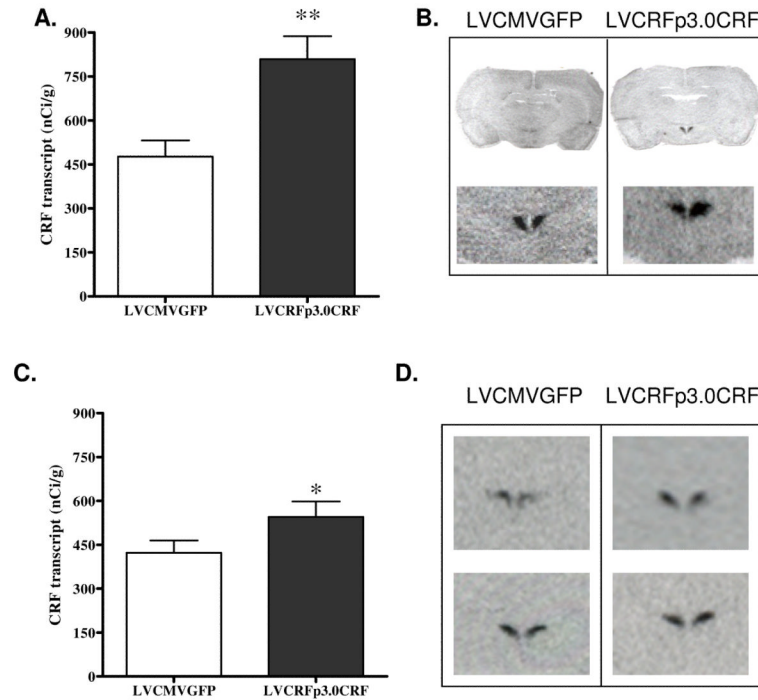 A.
CRF transcript (nCi/g)
900
750
600
450
300
150
0
**
LVCMVGFP
LVCRFp3.0CRF
B.
LVCMVGFP
LVCRFp3.0CRF
C.
CRF transcript (nCi/g)
900
750
600
450
300
150
0
*
LVCMVGFP
LVCRFp3.0CRF
D.
LVCMVGFP
LVCRFp3.0CRF